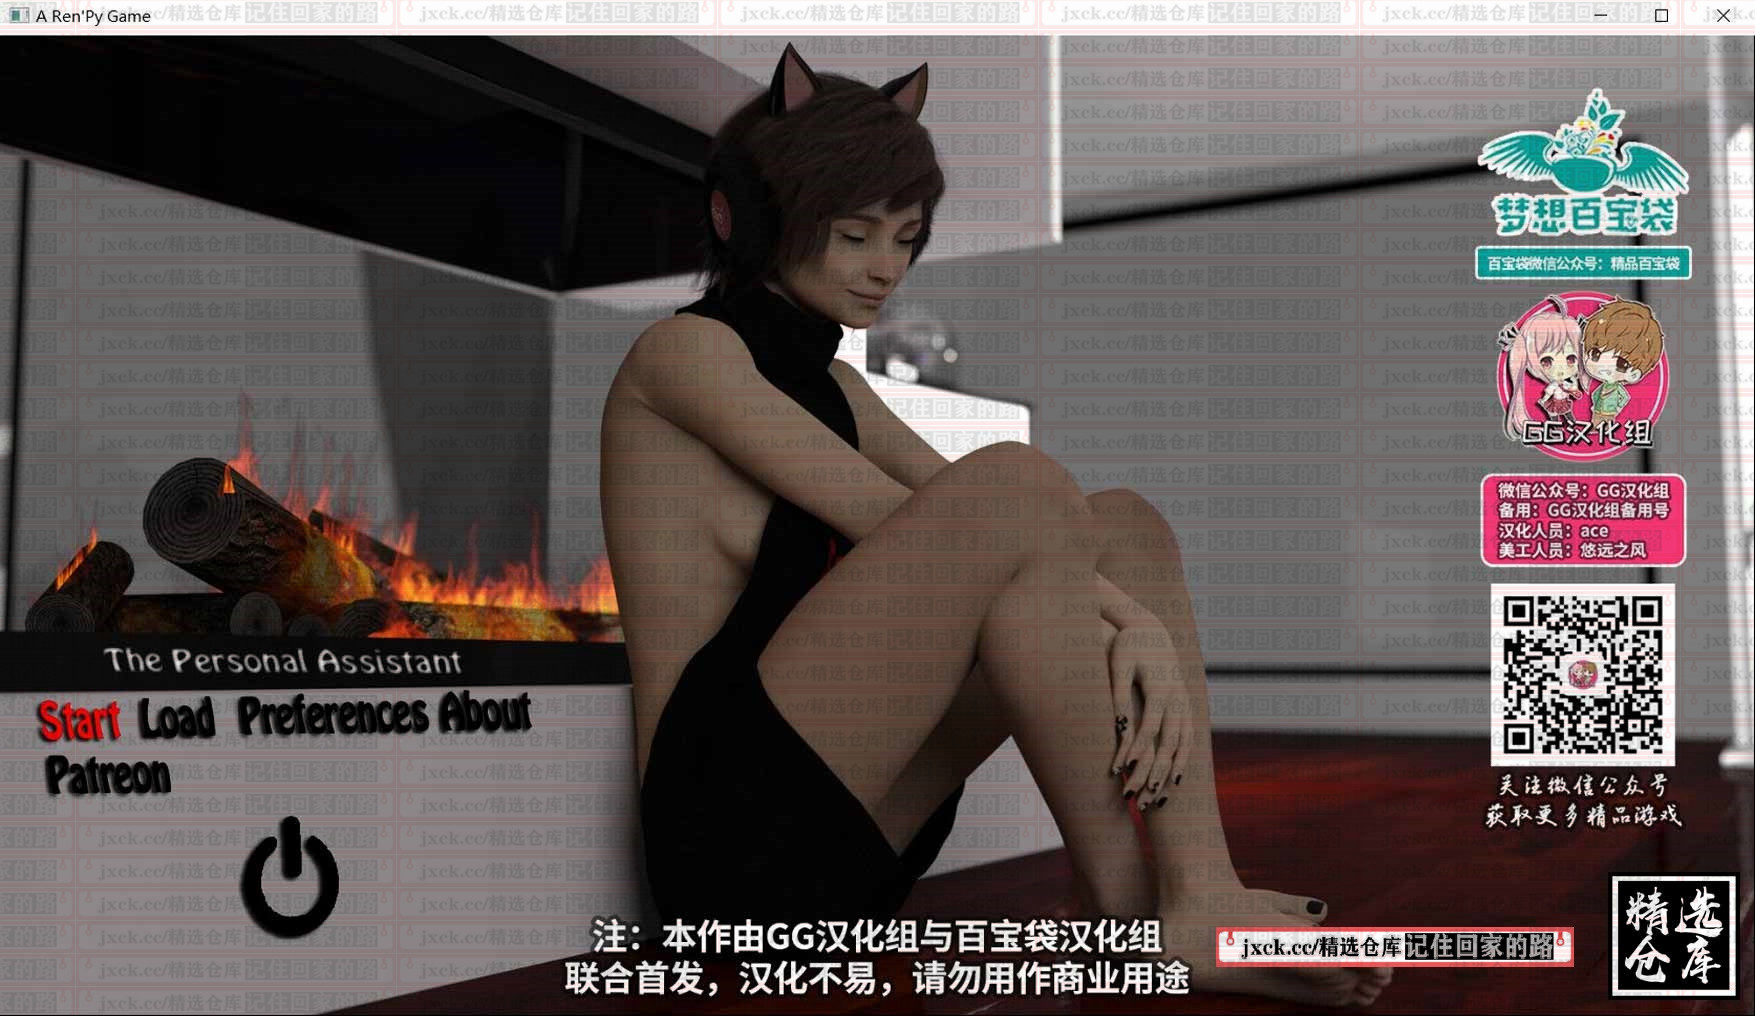 A Ren'Py Game
梦想百宝袋
百宝袋微信公众号：精品百宝袋
GG汉化组
微信公众号：GG汉化组
备用：GG汉化组备用号
汉化人员：ace
美工人员：悠远之风
关注微信公众号
获取更多精品游戏
The Personal Assistant
Start Load Preferences About
Patreon
注：本作由GG汉化组与百宝袋汉化组
联合首发，汉化不易，请勿用作商业用途
jxck.cc/精选仓库记住回家的路
精选
仓库